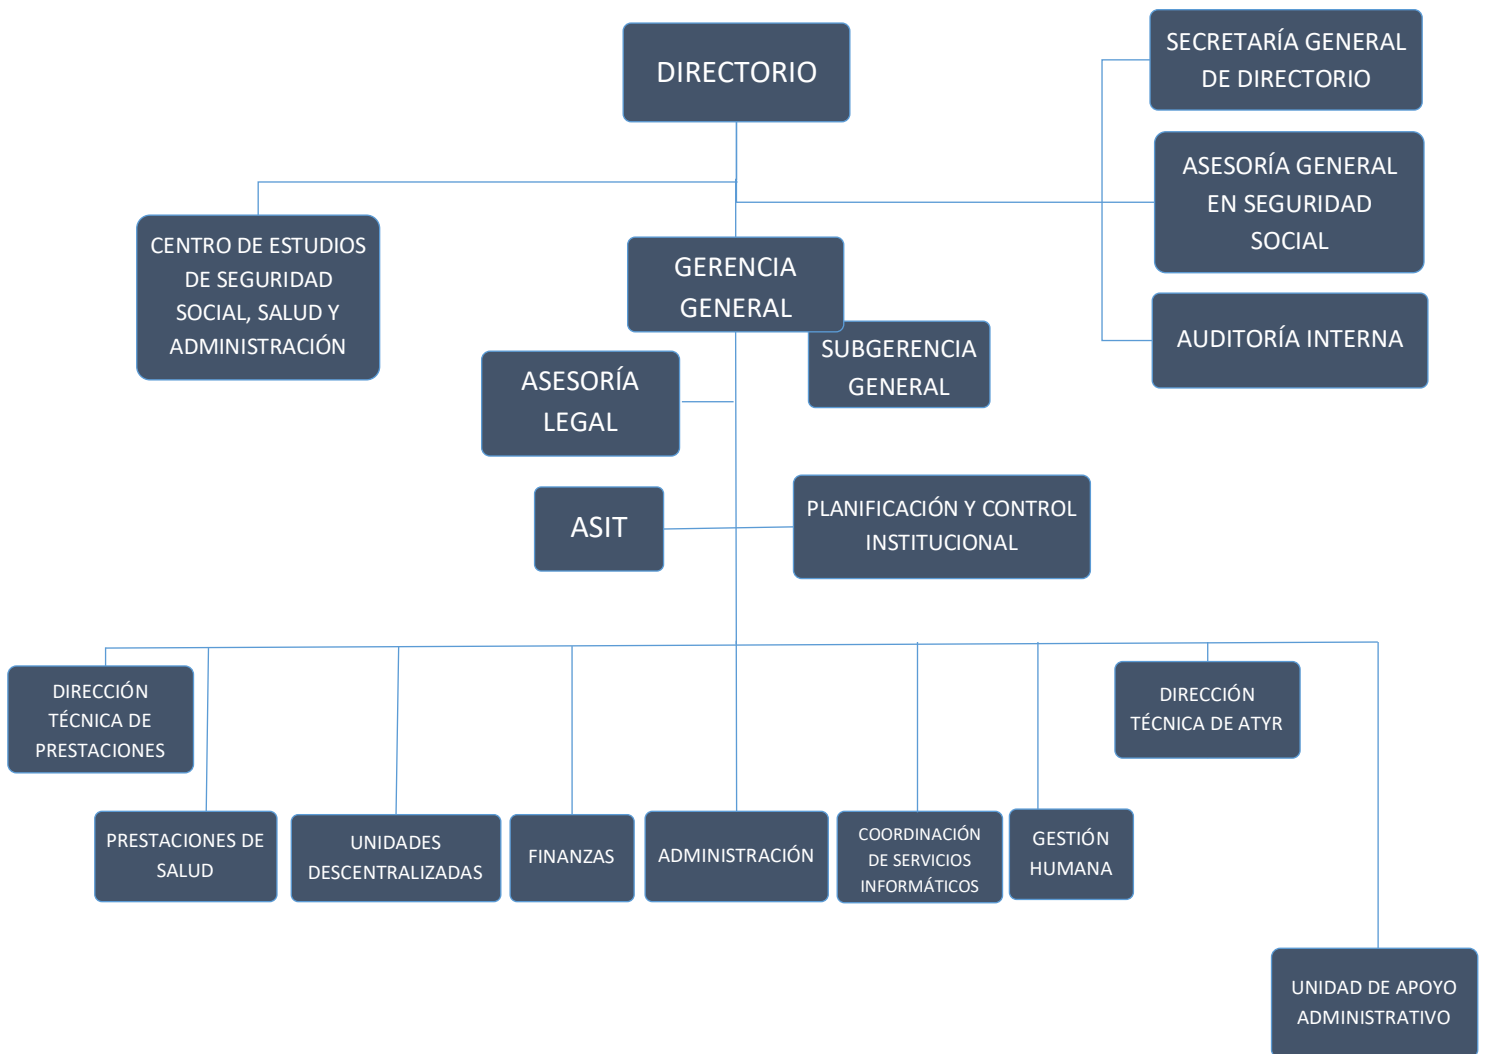 DIRECTORIO
SECRETARÍA GENERAL
DE DIRECTORIO
ASESORÍA GENERAL
EN SEGURIDAD
SOCIAL
AUDITORÍA INTERNA
CENTRO DE ESTUDIOS
DE SEGURIDAD
SOCIAL, SALUD Y
ADMINISTRACIÓN
GERENCIA
GENERAL
SUBGERENCIA
GENERAL
ASESORÍA
LEGAL
ASIT
PLANIFICACIÓN Y CONTROL
INSTITUCIONAL
DIRECCIÓN
TÉCNICA DE
PRESTACIONES
DIRECCIÓN
TÉCNICA DE ATYR
PRESTACIONES DE
SALUD
UNIDADES
DESCENTRALIZADAS
FINANZAS
ADMINISTRACIÓN
COORDINACIÓN
DE SERVICIOS
INFORMÁTICOS
GESTIÓN
HUMANA
UNIDAD DE APOYO
ADMINISTRATIVO